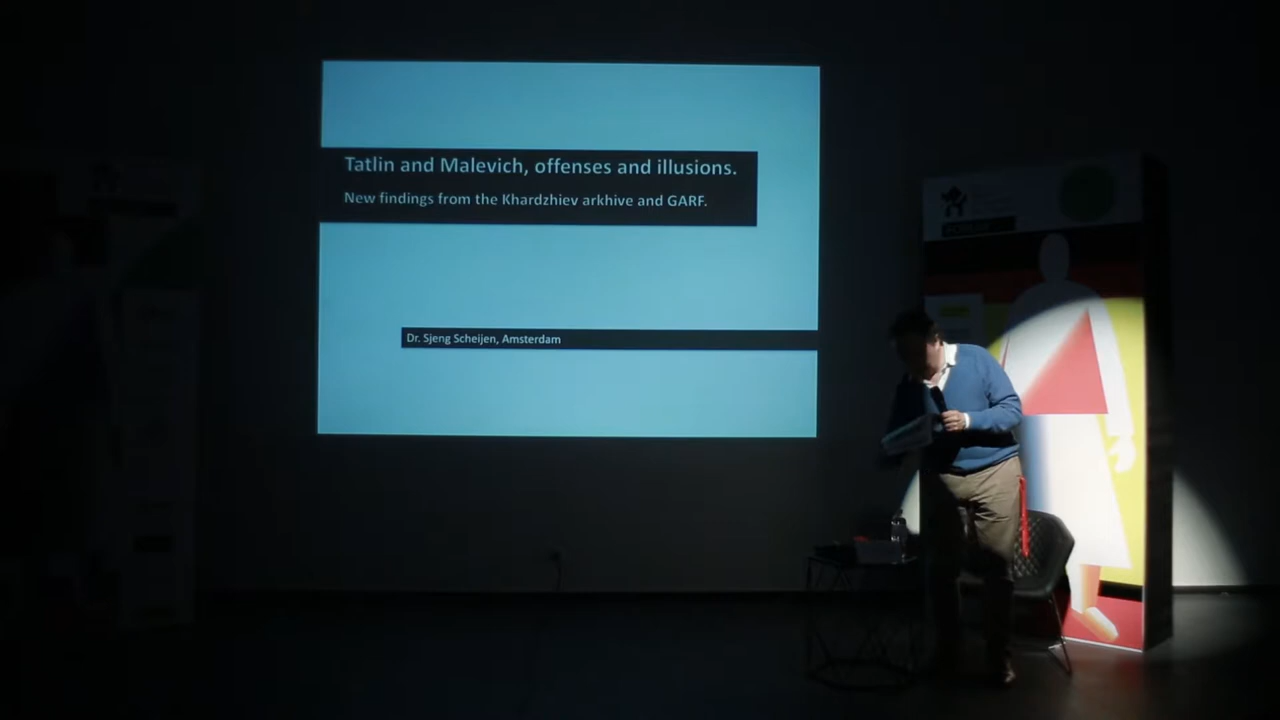 Tatlin and Malevich, offenses and illusions.
New findings from the Khardzhiev arkhive and GARF.
Dr. Sjeng Scheijen, Amsterdam